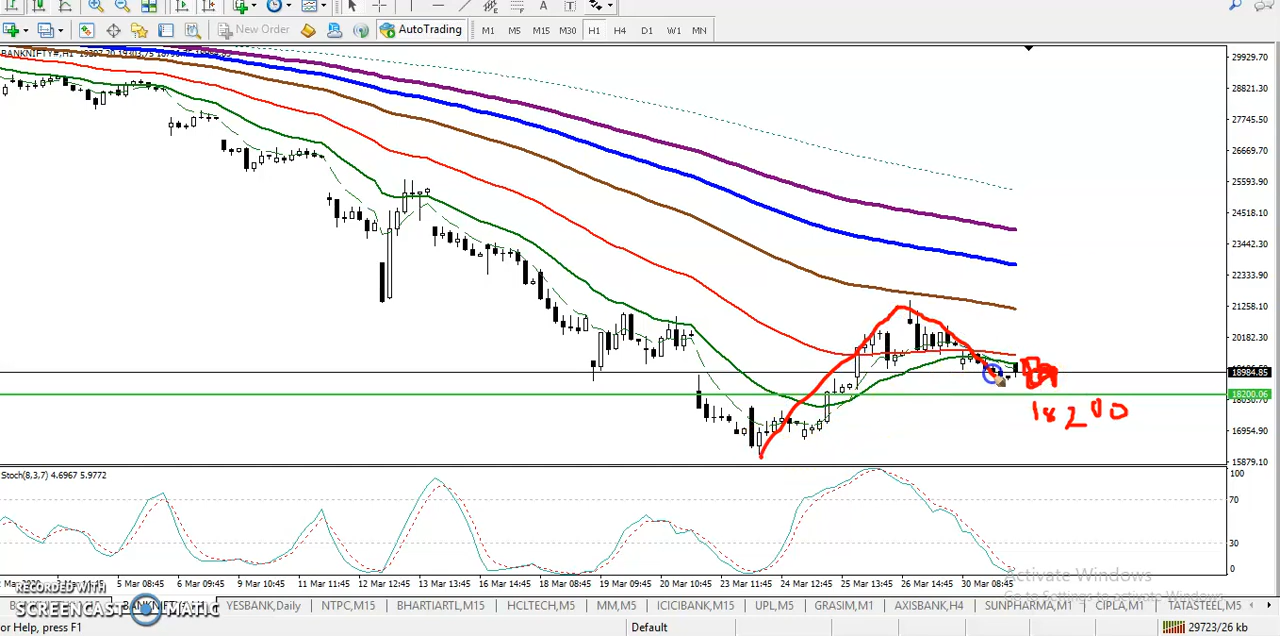 New Order
AutoTrading
M1 M5 M15 M30 H1 H4 D1 W1 MN
29929.70
28821.30
27745.50
26669.70
25593.90
24518.10
23442.30
22333.90
21258.10
20182.30
18984.85
18200.06
18200
16954.90
15879.10
Stoch(8,3,7) 4.6967 5.9772
100
70
30
0
5 Mar 08:45 6 Mar 09:45 9 Mar 10:45 11 Mar 11:45 12 Mar 12:45 13 Mar 13:45 16 Mar 14:45 18 Mar 08:45 19 Mar 09:45 20 Mar 10:45 23 Mar 11:45 24 Mar 12:45 25 Mar 13:45 26 Mar 14:45 30 Mar 08:45
Activate Windows
RECORDED WITH
SCREENCAST MATIC
YESBANK,Daily NTPC,M15 BHARTIARTL,M15 HCLTECH,M15 MM,M5 ICICIBANK,M15 UPL,M5 GRASIM,M1 AXISBANK,H4 SUNPHARMA,M1 CIPLA,M1 TATASTEEL,M5
or Help, press F1
Default
29723/26 kb